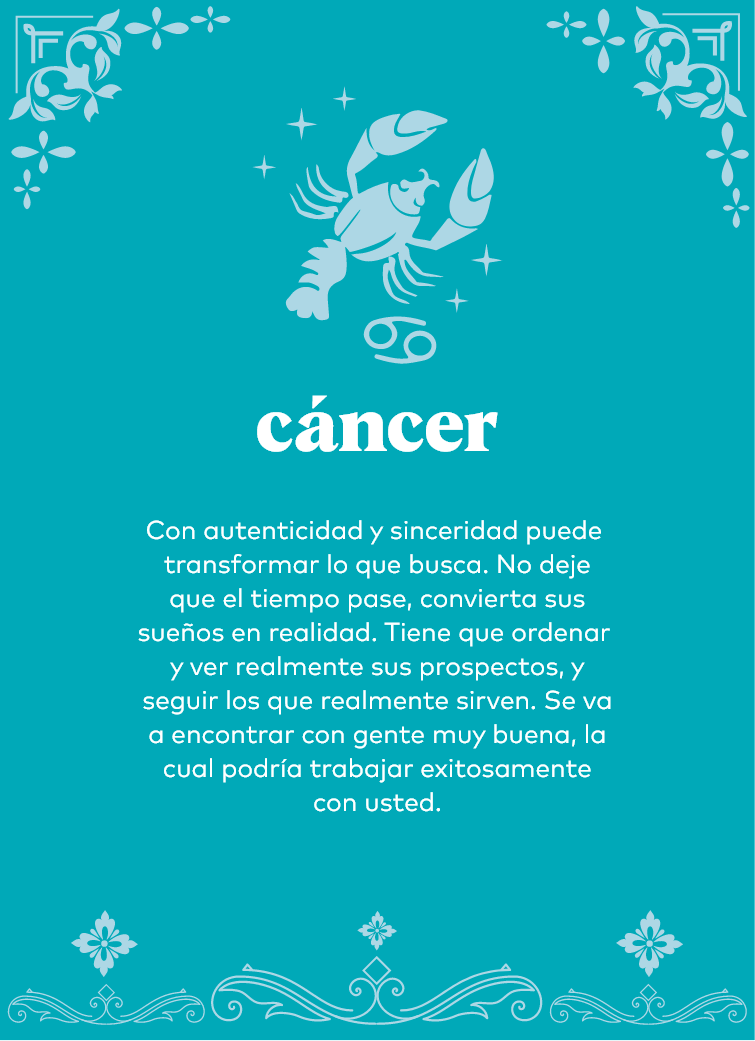 cáncer
Con autenticidad y sinceridad puede
transformar lo que busca. No deje
que el tiempo pase, convierta sus
sueños en realidad. Tiene que ordenar
y ver realmente sus prospectos, y
seguir los que realmente sirven. Se va
a encontrar con gente muy buena, la
cual podría trabajar exitosamente
con usted.